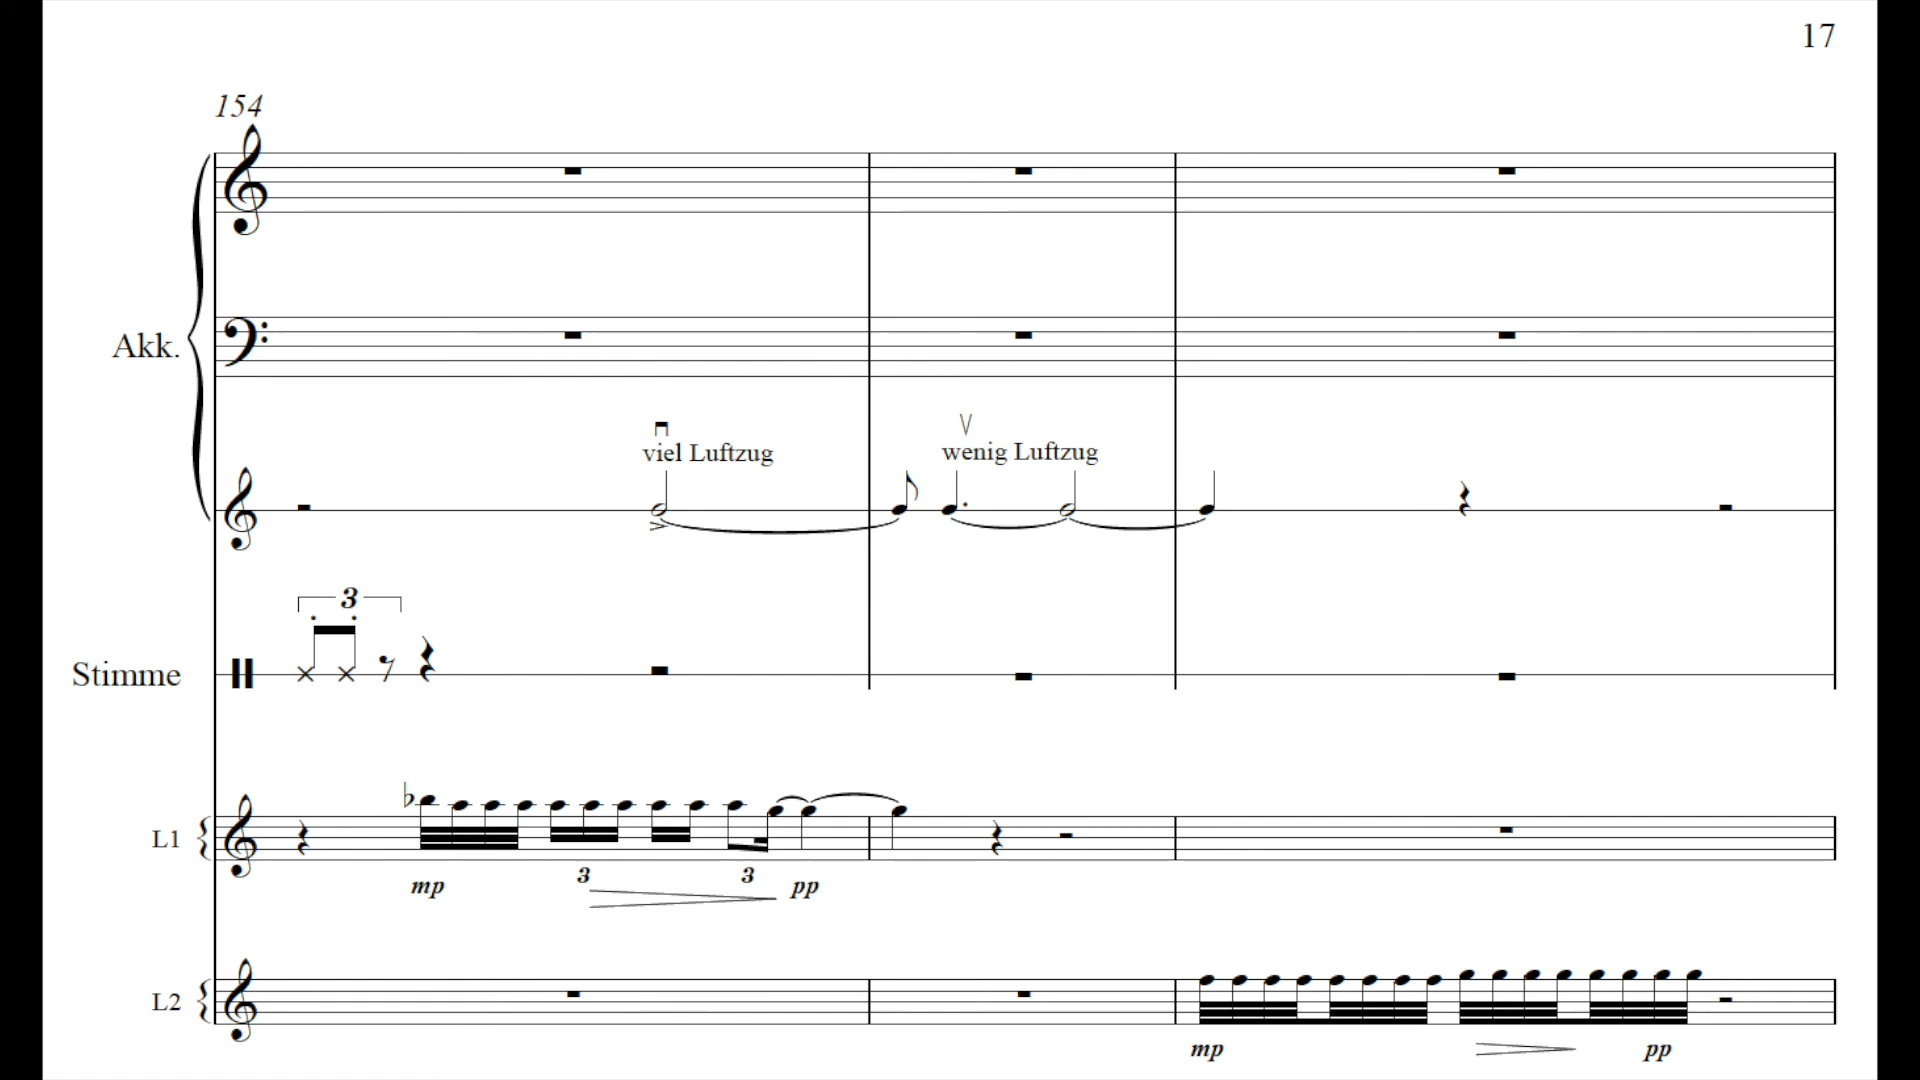 17
154
Akk.
viel Luftzug
wenig Luftzug
3
Stimme
L1
3
3
mp
pp
L2
mp
pp